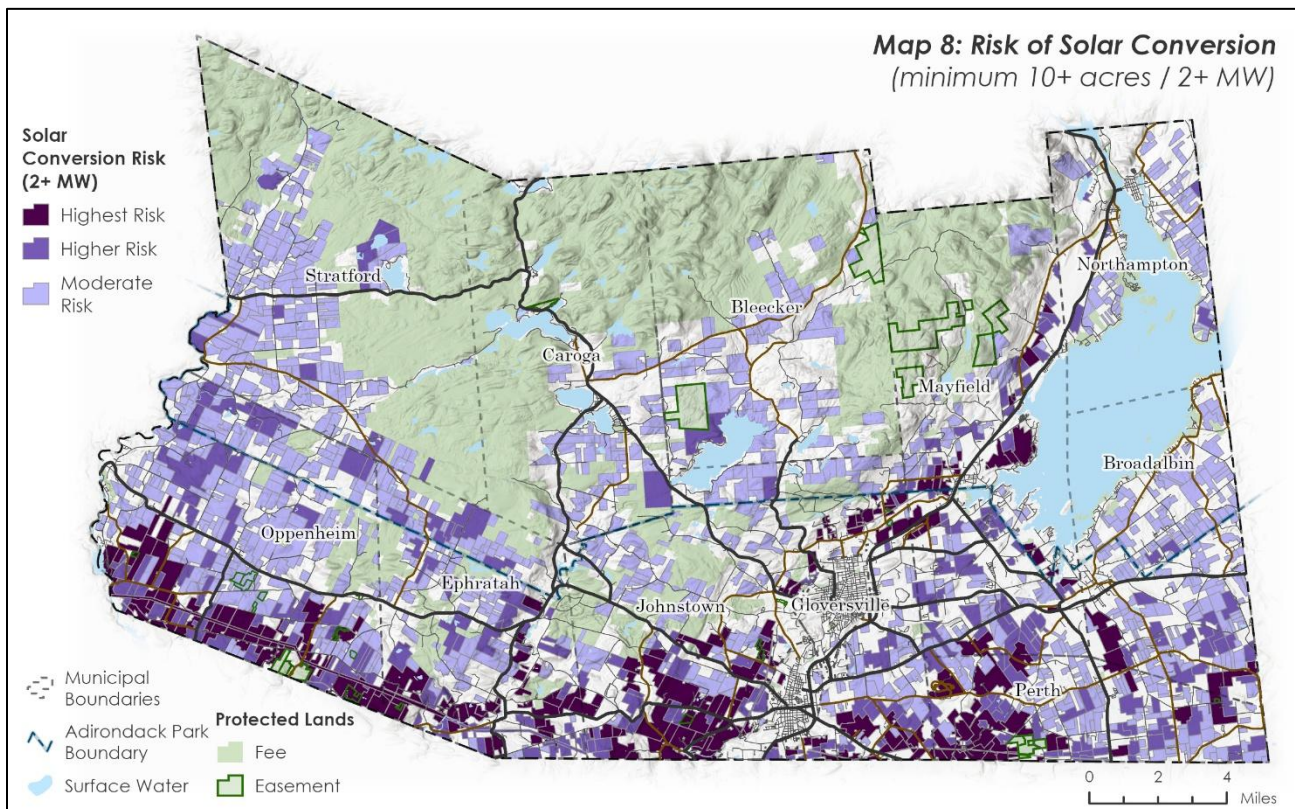 Map 8: Risk of Solar Conversion
(minimum 10+ acres / 2+ MW)
Solar
Conversion Risk
(2+ MW)
Highest Risk
Higher Risk
Moderate
Risk
Stratford
Northampton
Bleecker
Caroga
Mayfield
Broadalbin
Oppenheim
Ephratah
Johnstown
Gloversville
Perth
Municipal
Boundaries
Adirondack Park
Boundary
Surface Water
Protected Lands
Fee
Easement
0 2 4
Miles